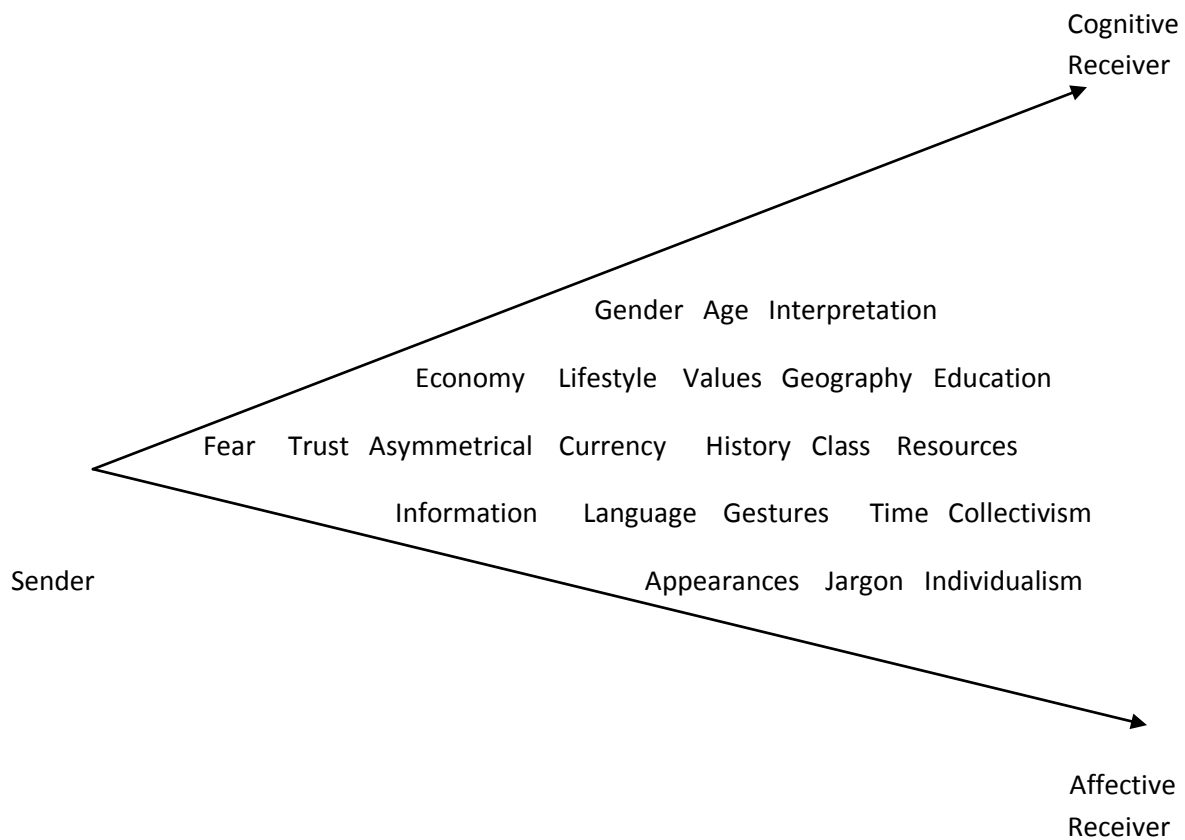 Cognitive
Receiver
Gender Age Interpretation
Economy Lifestyle Values Geography Education
Fear Trust Asymmetrical Currency History Class Resources
Information Language Gestures Time Collectivism
Sender
Appearances Jargon Individualism
Affective
Receiver